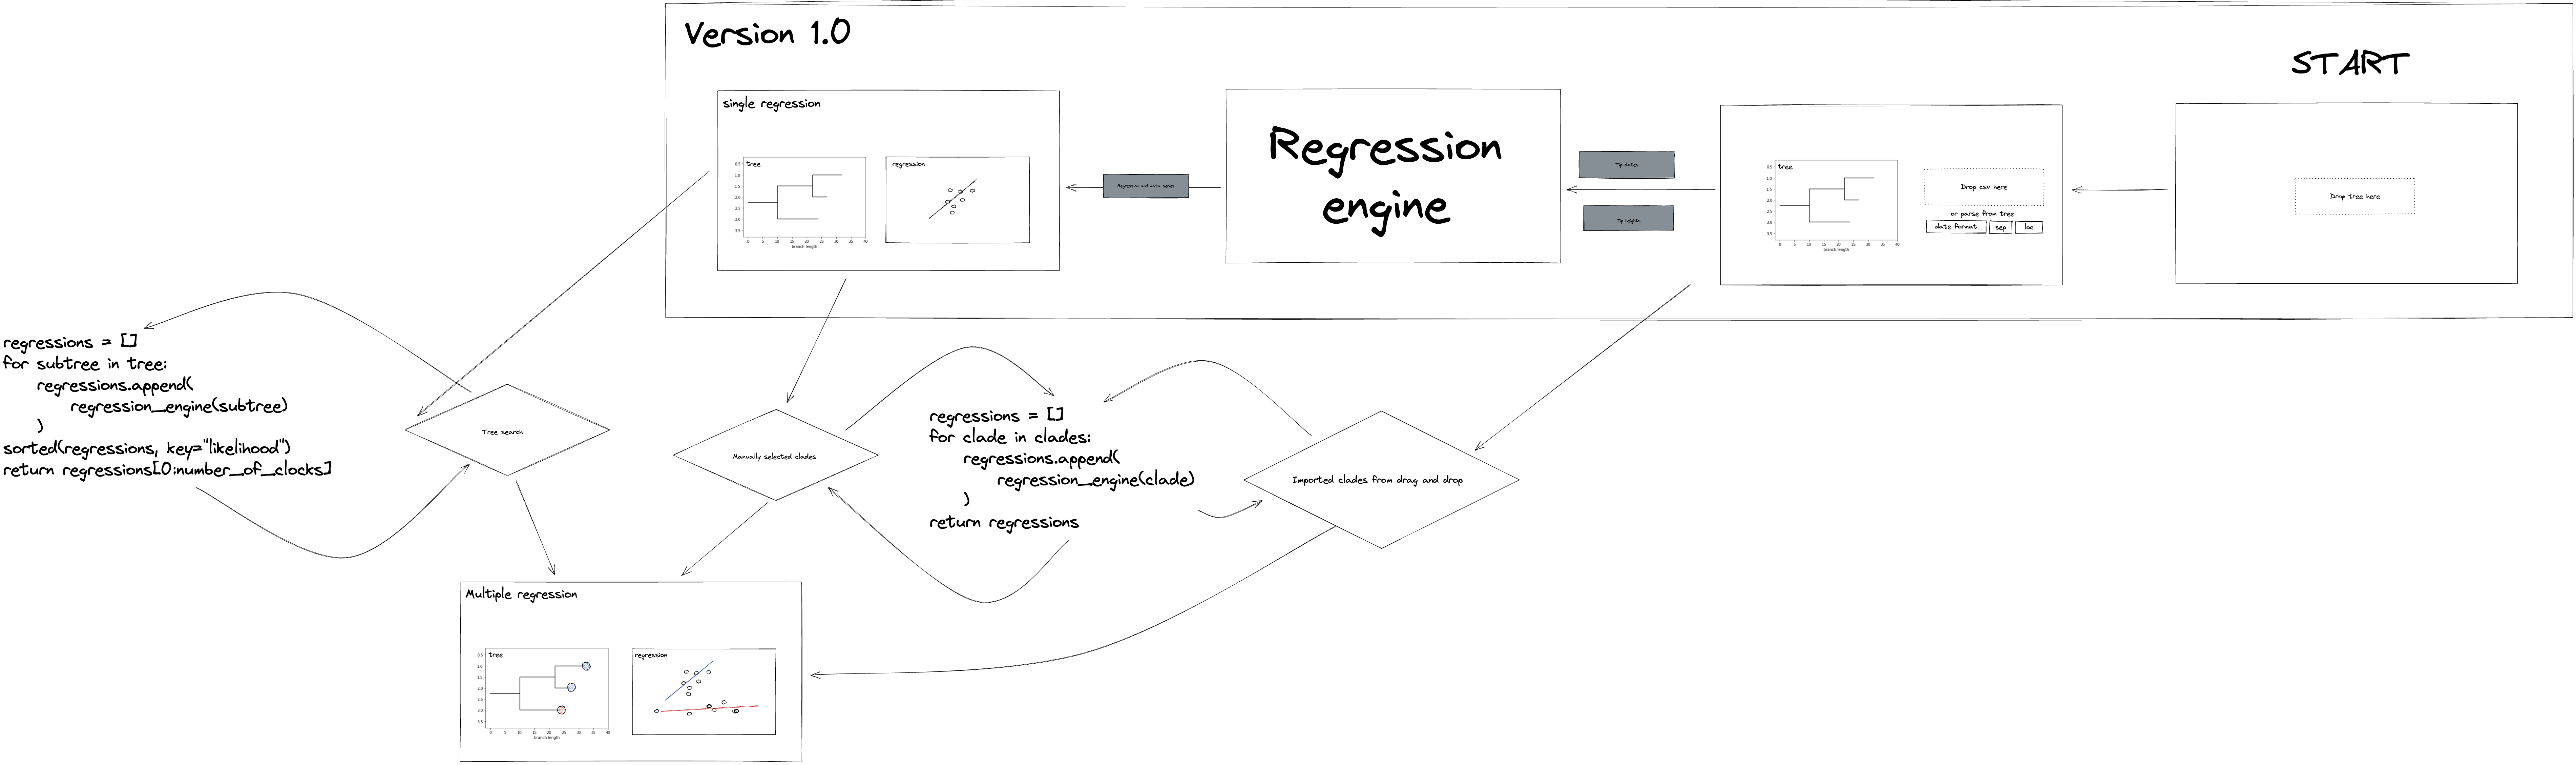 Version 1.0
START
single regression
tree
0.5
1.0
1.5
2.0
2.5
3.0
3.5
0 5 10 15 20 25 30 35 40
branch length
regression
Regression and data series
Regression
engine
Tip dates
Tip heights
tree
0.5
1.0
1.5
2.0
2.5
3.0
3.5
0 5 10 15 20 25 30 35 40
branch length
Drop csv here
or parse from tree
date format sep loc
Drop tree here
regressions = []
for subtree in tree:
    regressions.append(
        regression_engine(subtree)
    )
sorted(regressions, key="likelihood")
return regressions[0:number_of_clocks]
Tree search
Manually selected clades
regressions = []
for clade in clades:
    regressions.append(
        regression_engine(clade)
    )
return regressions
Imported clades from drag and drop
Multiple regression
tree
0.5
1.0
1.5
2.0
2.5
3.0
3.5
0 5 10 15 20 25 30 35 40
branch length
regression